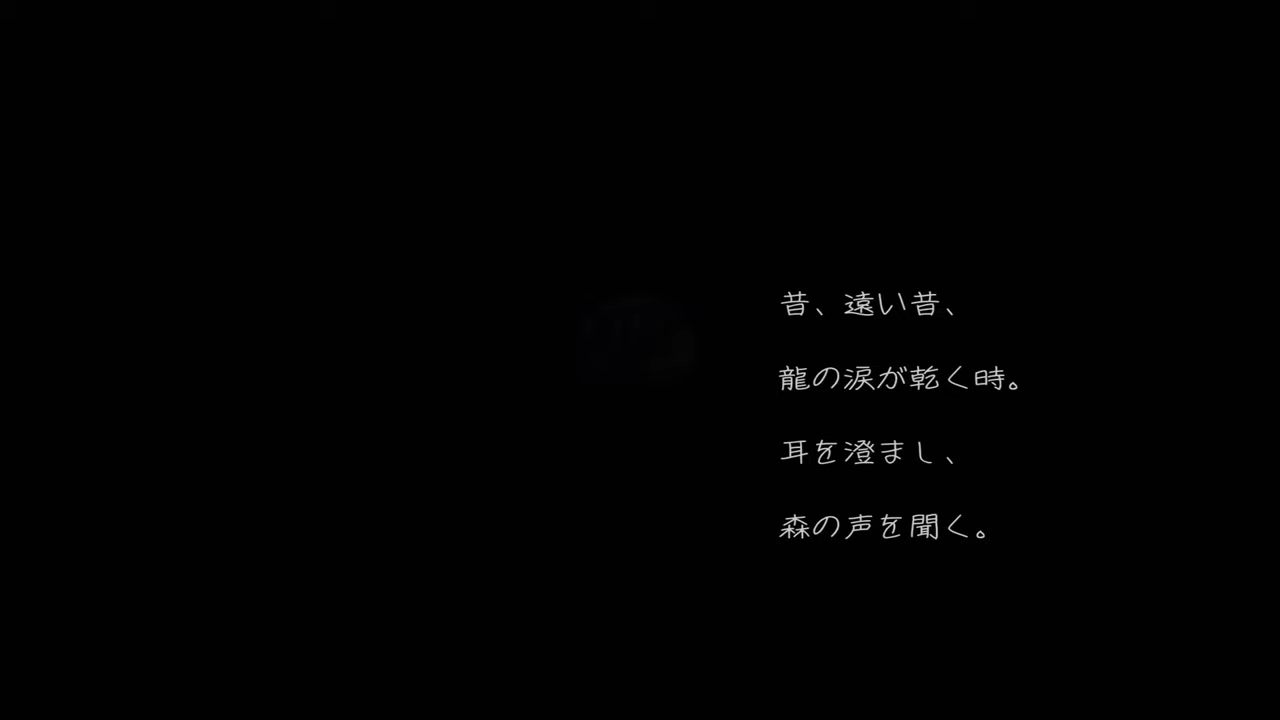 昔、遠い昔、
龍の涙が乾く時。
耳を澄まし、
森の声を聞く。